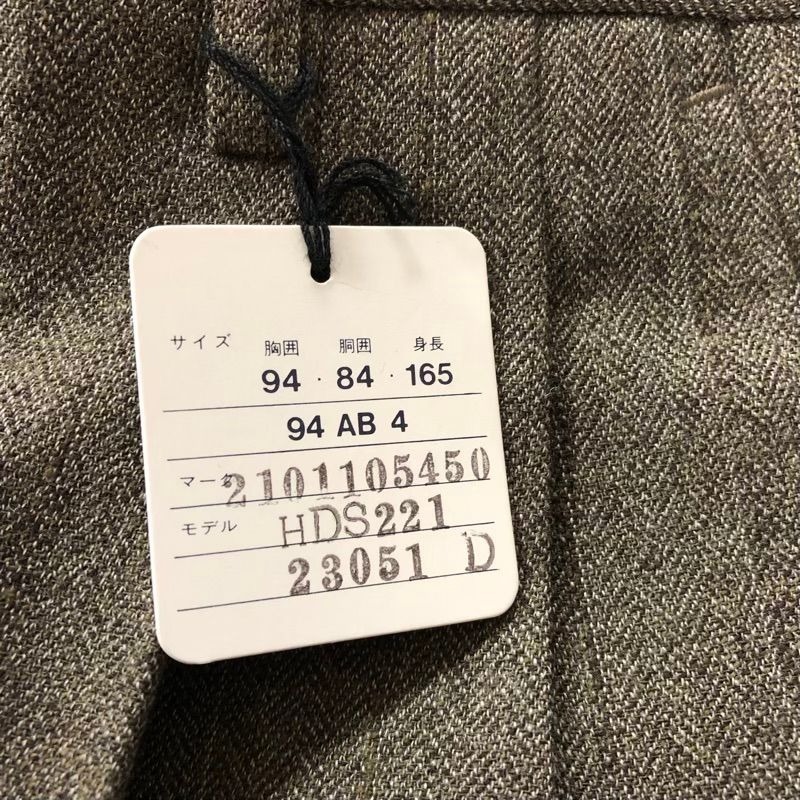 サイズ 胸囲 胴囲 身長
94 · 84 · 165
94 AB 4
マーク 2101105450
モデル HDS221
23051 D